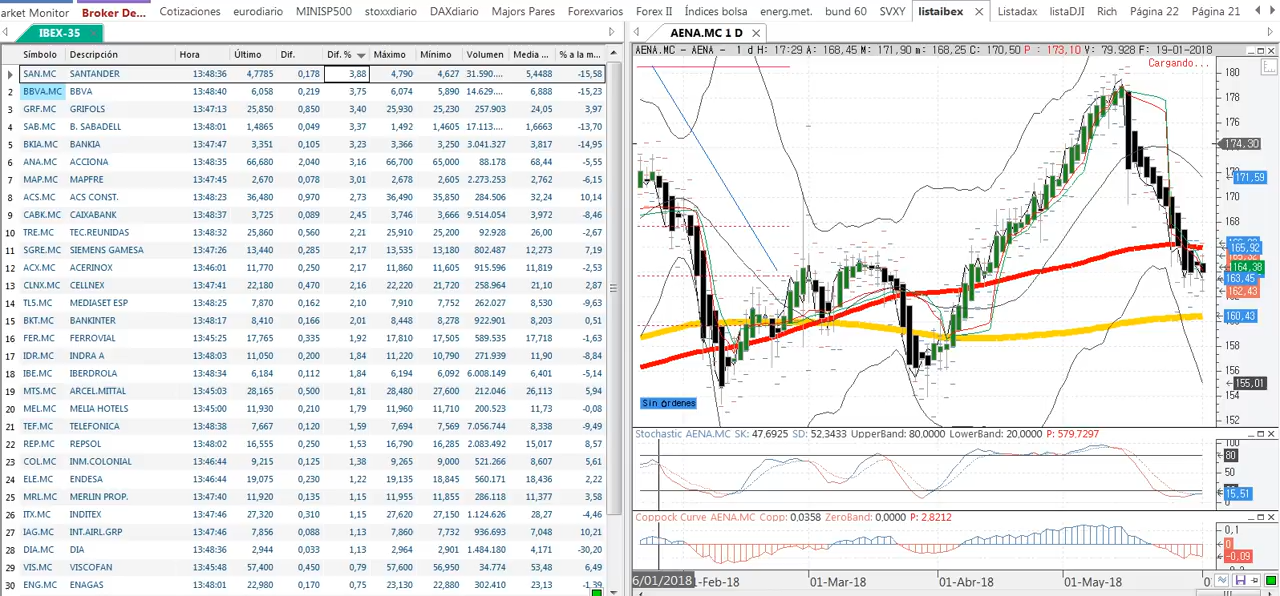 arket Monitor Broker De... Cotizaciones eurodiario MINISP500 stoxxdiario DAXdiario Majors Pares Forexvarios Forex II Índices bolsa energ.met. bund 60 SVXY listaibex Listadax listaDJI Rich Página 22 Página 21
IBEX-35
AENA.MC 1 D
Símbolo Descripción Hora Último Dif. Dif. % Máximo Mínimo Volumen Media ... % a la m...
SAN.MC SANTANDER 13:48:36 4,7785 0,178 3,88 4,790 4,627 31.590.... 5,4488 -15,58
2 BBVA.MC BBVA 13:48:40 6,058 0,219 3,75 6,074 5,890 14.629.... 6,888 -15,23
3 GRF.MC GRIFOLS 13:47:13 25,850 0,850 3,40 25,980 25,230 257.903 24,05 3,97
4 SAB.MC B. SABADELL 13:48:01 1,4865 0,049 3,37 1,492 1,4605 17.113.... 1,6663 -13,70
5 BKIA.MC BANKIA 13:47:47 3,351 0,105 3,23 3,366 3,250 3.041.327 3,817 -14,95
6 ANA.MC ACCIONA 13:48:35 66,680 2,040 3,16 66,700 65,000 88.178 68,44 -5,55
7 MAP.MC MAPFRE 13:47:45 2,670 0,078 2,678 2.273.253 2,762 -6,15
8 ACS.MC ACS CONST. 13:48:23 36,480 0,970 2,73 36,490 35,850 284.506 32,24 10,14
9 CABK.MC CAIXABANK 13:48:37 3,725 0,089 2,45 3,746 3,666 9.514.054 3,972 -8,46
10 TRE.MC TEC.REUNIDAS 13:48:32 25,860 0,560 2,21 25,910 25,200 92.928 26,00 -2,67
11 SGRE.MC SIEMENS GAMESA 13:47:26 13,440 0,280 2,17 13,535 13,180 802.487 12,273 7,19
12 ACX.MC ACERINOX 13:46:01 11,770 0,250 2,17 11,860 11,605 915.596 11,813 -2,53
13 CLNX.MC CELLNEX 13:47:41 22,180 0,470 2,16 22,220 21,720 258.964 21,11 2,87
14 TL5.MC MEDIASET ESP 13:48:25 7,870 0,162 2,10 7,910 7,752 262.027 8,530 -9,63
15 BKT.MC BANKINTER 13:48:17 8,408 0,166 2,01 8,448 8,278 922.509 8,203 0,51
16 FER.MC FERROVIAL 13:45:25 17,765 0,335 1,92 17,810 17,505 589.535 17,718 -1,63
17 IDR.MC INDRA A 13:48:03 11,050 0,200 1,84 11,220 10,790 271.939 11,90 -8,84
18 IBE.MC IBERDROLA 13:48:34 6,184 0,112 1,84 6,194 6,092 6.008.149 6,401 -5,14
19 MTS.MC ARCEL.MITTAL 13:48:31 28,165 0,500 1,81 28,480 27,600 212.046 26,113 5,94
20 MEL.MC MELIA HOTELS 13:45:00 11,930 0,210 1,79 11,960 11,710 200.523 11,73 -0,08
21 TEF.MC TELEFONICA 13:48:38 7,667 0,120 1,59 7,694 7,569 7.056.744 8,338 -9,49
22 REP.MC REPSOL 13:48:02 16,555 0,250 1,53 16,790 16,285 2.083.492 15,017 8,57
23 COL.MC INM.COLONIAL 13:46:44 9,215 0,125 1,38 9,265 9,000 521.266 8,607 5,61
24 ELE.MC ENDESA 13:46:44 19,075 0,230 1,22 19,135 18,845 560.171 18,436 2,22
25 MRL.MC MERLIN PROP. 13:47:40 11,920 0,135 1,15 11,955 11,855 286.118 11,377 3,58
26 ITX.MC INDITEX 13:47:46 27,320 0,310 1,15 27,620 27,150 1.124.626 28,27 -4,46
27 IAG.MC INT.AIRL.GRP 13:47:56 7,856 0,088 1,13 7,860 7,732 936.693 7,048 10,21
28 DIA.MC DIA 13:48:36 2,944 0,033 1,13 2,964 2,901 1.484.180 4,171 -30,20
29 VIS.MC VISCOFAN 13:48:48 57,400 0,450 0,79 57,600 56,950 34.774 6,49
30 ENG.MC ENAGAS 13:48:01 22,980 0,170 0,75 23,130 22,880 302.410 23,13 -1,39
AENA.MC - AENA - 1 d H: 17:29 A: 168,45 M: 171,90 m: 168,25 C: 170,50 P : 173,10 V: 79.928 F: 19-01-2018
Cargando...
180
178
176
174,30
171,59
170
168
165,92
164,38
163,45
162,43
160,43
158
156
155,01
154
152
Sin órdenes
Stochastic AENA.MC SK: 47,6925 SD: 52,3433 UpperBand: 80,0000 LowerBand: 20,0000 P: 579,7297
100
80
50
15,51
0
Coppock Curve AENA.MC Copp: 0,0358 ZeroBand: 0,0000 P: 2,8212
0,1
0
-0,09
6/01/2018 -Feb-18 01-Mar-18 01-Abr-18 01-May-18